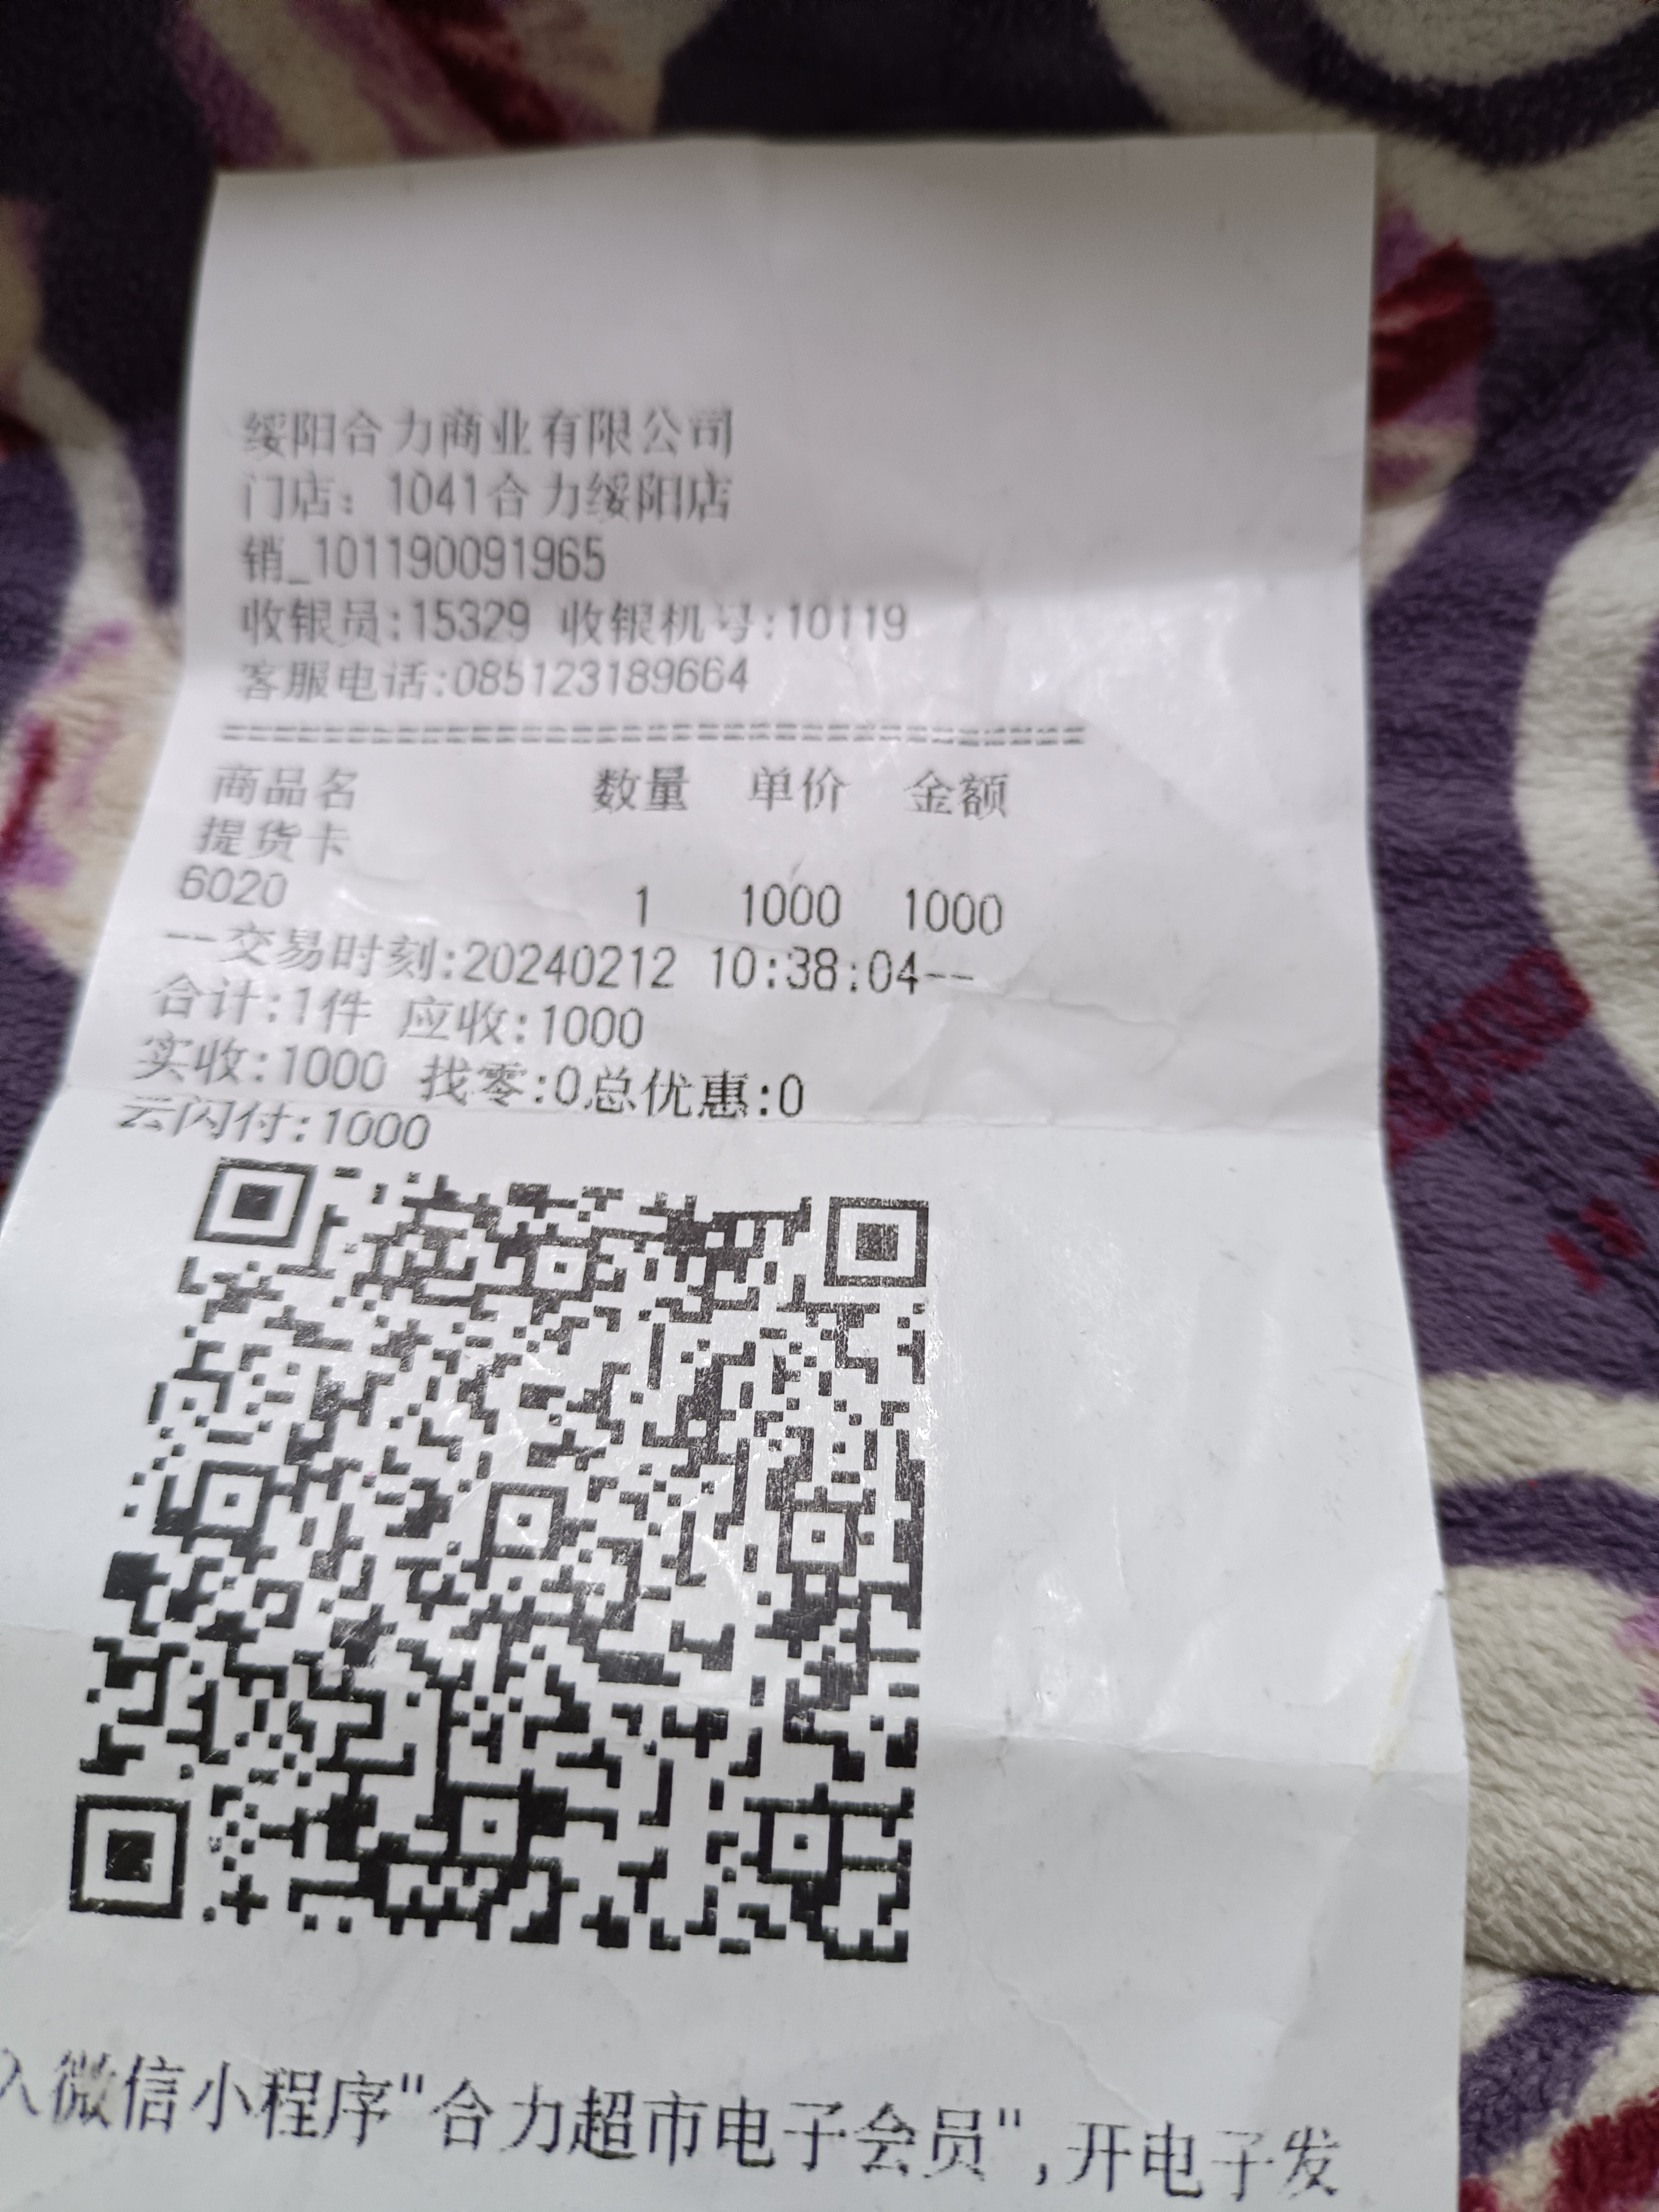 绥阳合力商业有限公司
门店：1041合力绥阳店
销_101190091965
收银员:15329 收银机号:10119
客服电话:085123189664
==================================
商品名 数量 单价 金额
提货卡
6020 1 1000 1000
--交易时刻:20240212 10:38:04--
合计:1件 应收:1000
实收:1000 找零:0总优惠:0
云闪付:1000
入微信小程序"合力超市电子会员",开电子发